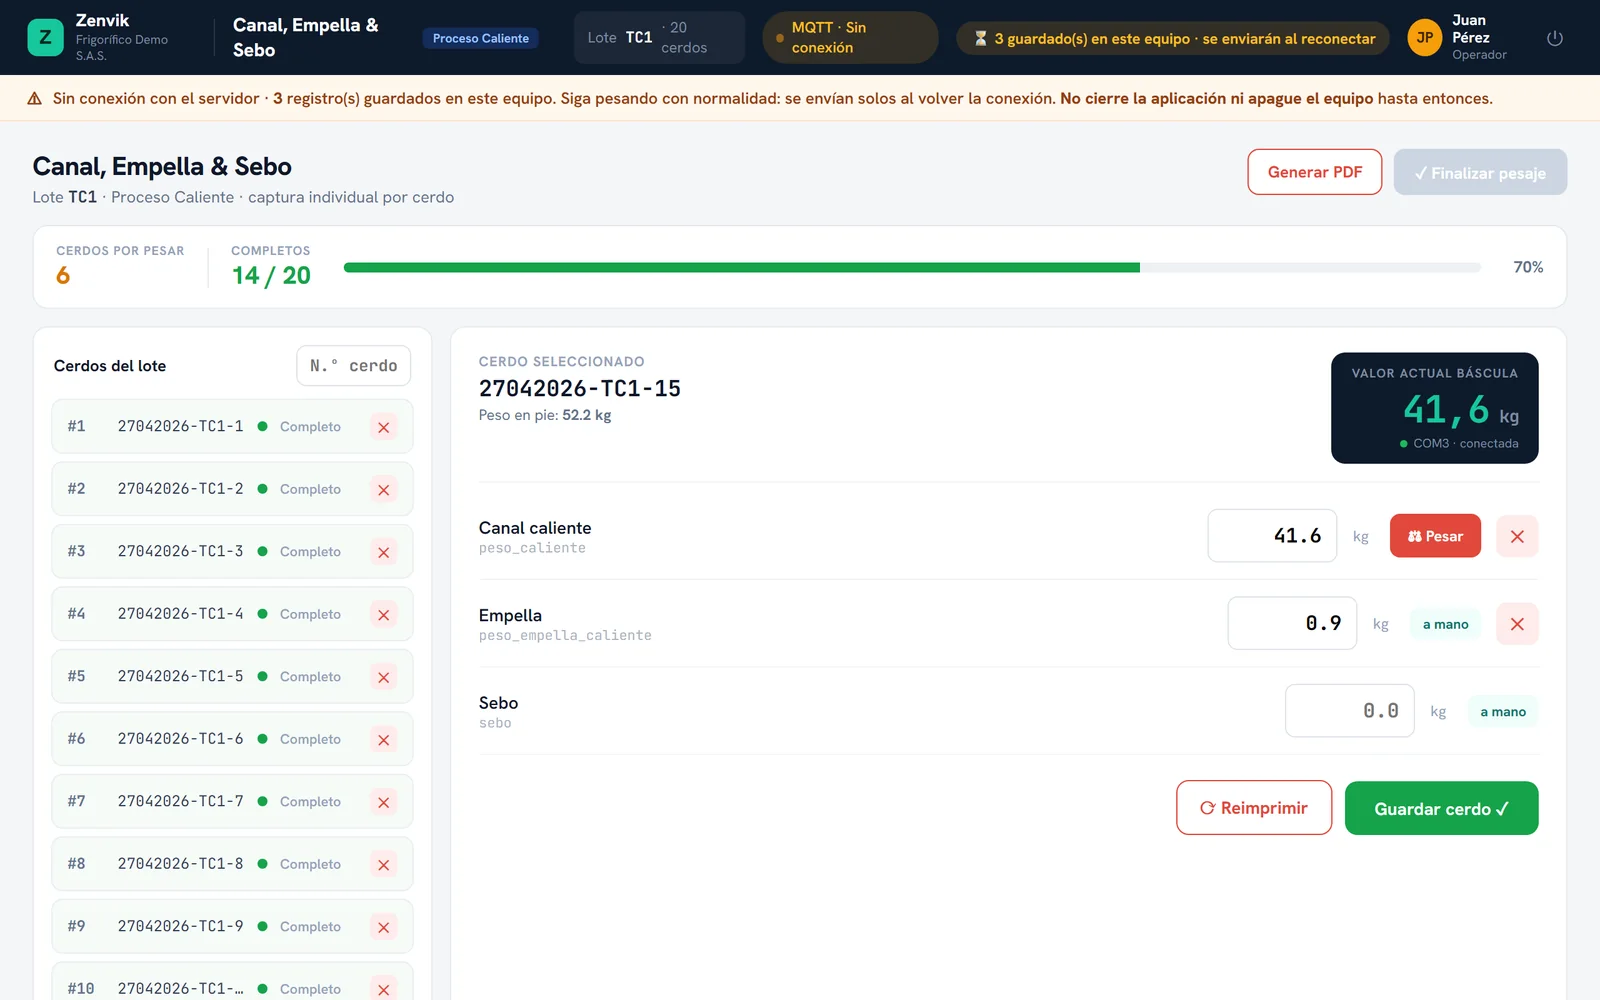 Z
Zenvik
Frigorífico Demo
S.A.S.
Canal, Empella &
Sebo
Proceso Caliente
Lote TC1 · 20
cerdos
MQTT · Sin
conexión
⏳ 3 guardado(s) en este equipo · se enviarán al reconectar
JP
Juan
Pérez
Operador
⚠ Sin conexión con el servidor · 3 registro(s) guardados en este equipo. Siga pesando con normalidad: se envían solos al volver la conexión. No cierre la aplicación ni apague el equipo hasta entonces.
Canal, Empella & Sebo
Lote TC1 · Proceso Caliente · captura individual por cerdo
Generar PDF
✓ Finalizar pesaje
CERDOS POR PESAR
6
COMPLETOS
14 / 20
70%
Cerdos del lote
N.° cerdo
#1 27042026-TC1-1 Completo
#2 27042026-TC1-2 Completo
#3 27042026-TC1-3 Completo
#4 27042026-TC1-4 Completo
#5 27042026-TC1-5 Completo
#6 27042026-TC1-6 Completo
#7 27042026-TC1-7 Completo
#8 27042026-TC1-8 Completo
#9 27042026-TC1-9 Completo
#10 27042026-TC1-… Completo
CERDO SELECCIONADO
27042026-TC1-15
Peso en pie: 52.2 kg
VALOR ACTUAL BÁSCULA
41,6 kg
COM3 · conectada
Canal caliente
peso_caliente
41.6 kg
Pesar
Empella
peso_empella_caliente
0.9 kg
a mano
Sebo
sebo
0.0 kg
a mano
Reimprimir
Guardar cerdo ✓